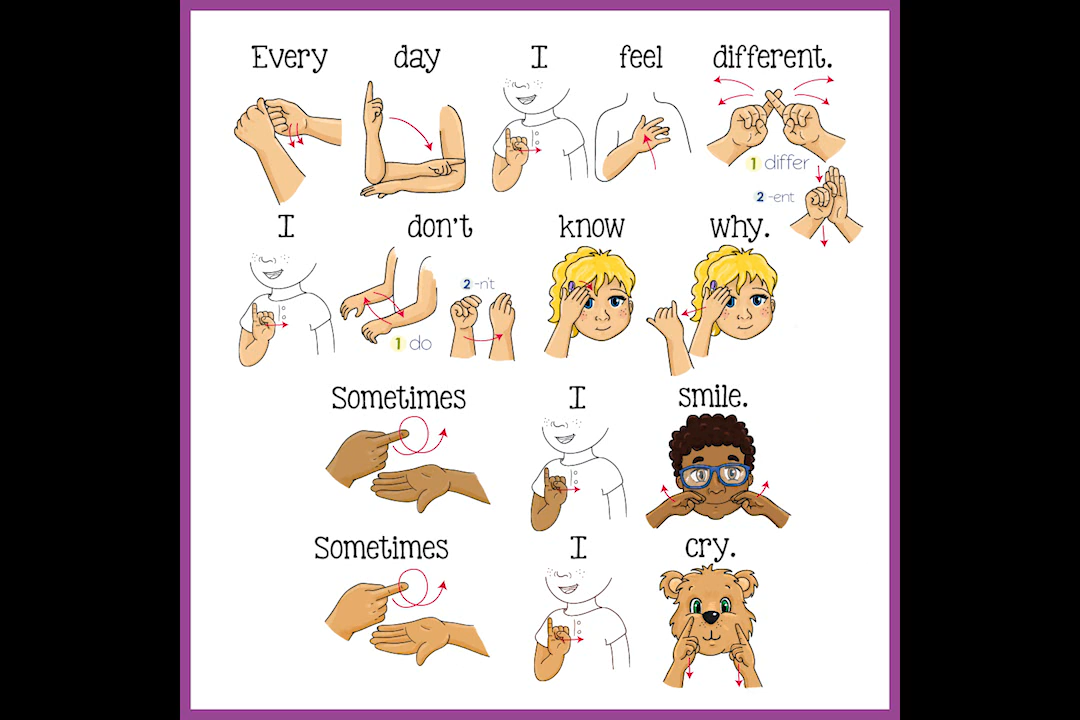 Every day I feel different.
1 differ
2 -ent
I don't know why.
2 -n't
1 do
Sometimes I smile.
Sometimes I cry.